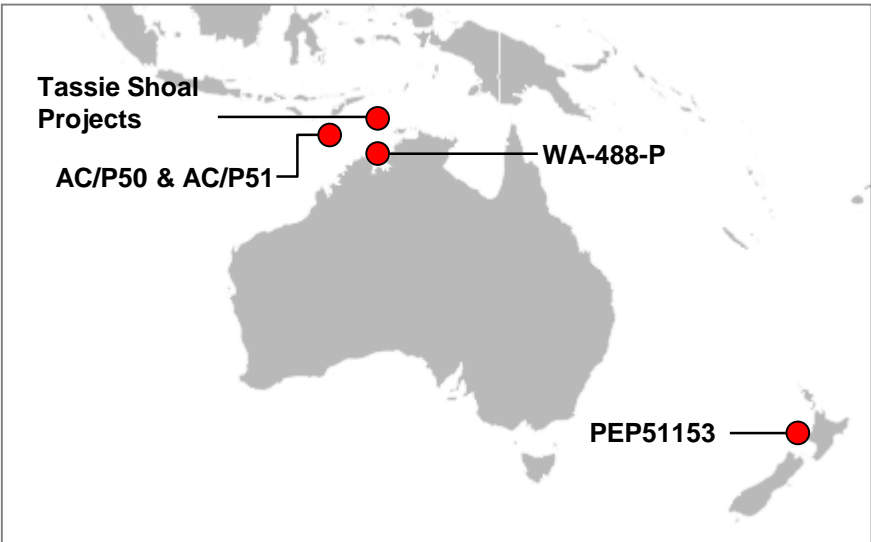 Tassie Shoal
Projects
AC/P50 & AC/P51
WA-488-P
PEP51153